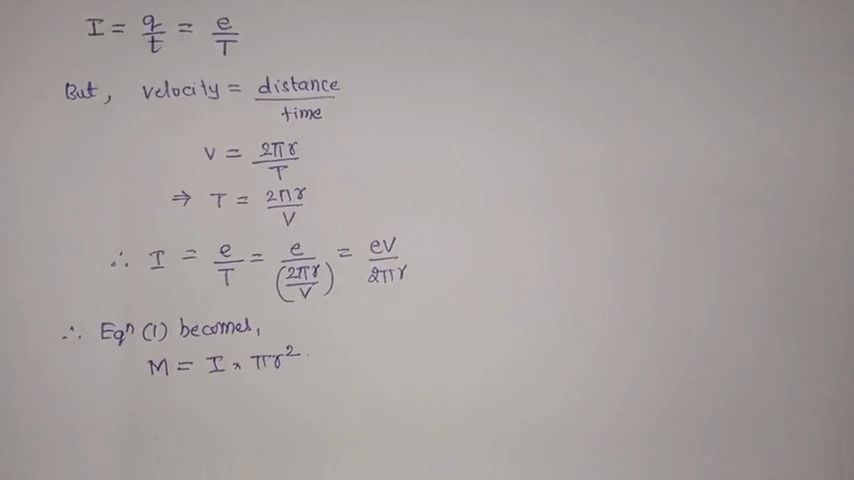 I = q/t = e/T
But, velocity = distance/time
V = 2πr/T
⇒ T = 2πr/V
∴ I = e/T = e/(2πr/V) = eV/2πr
∴ Eqⁿ (1) becomes,
M = I × πr².